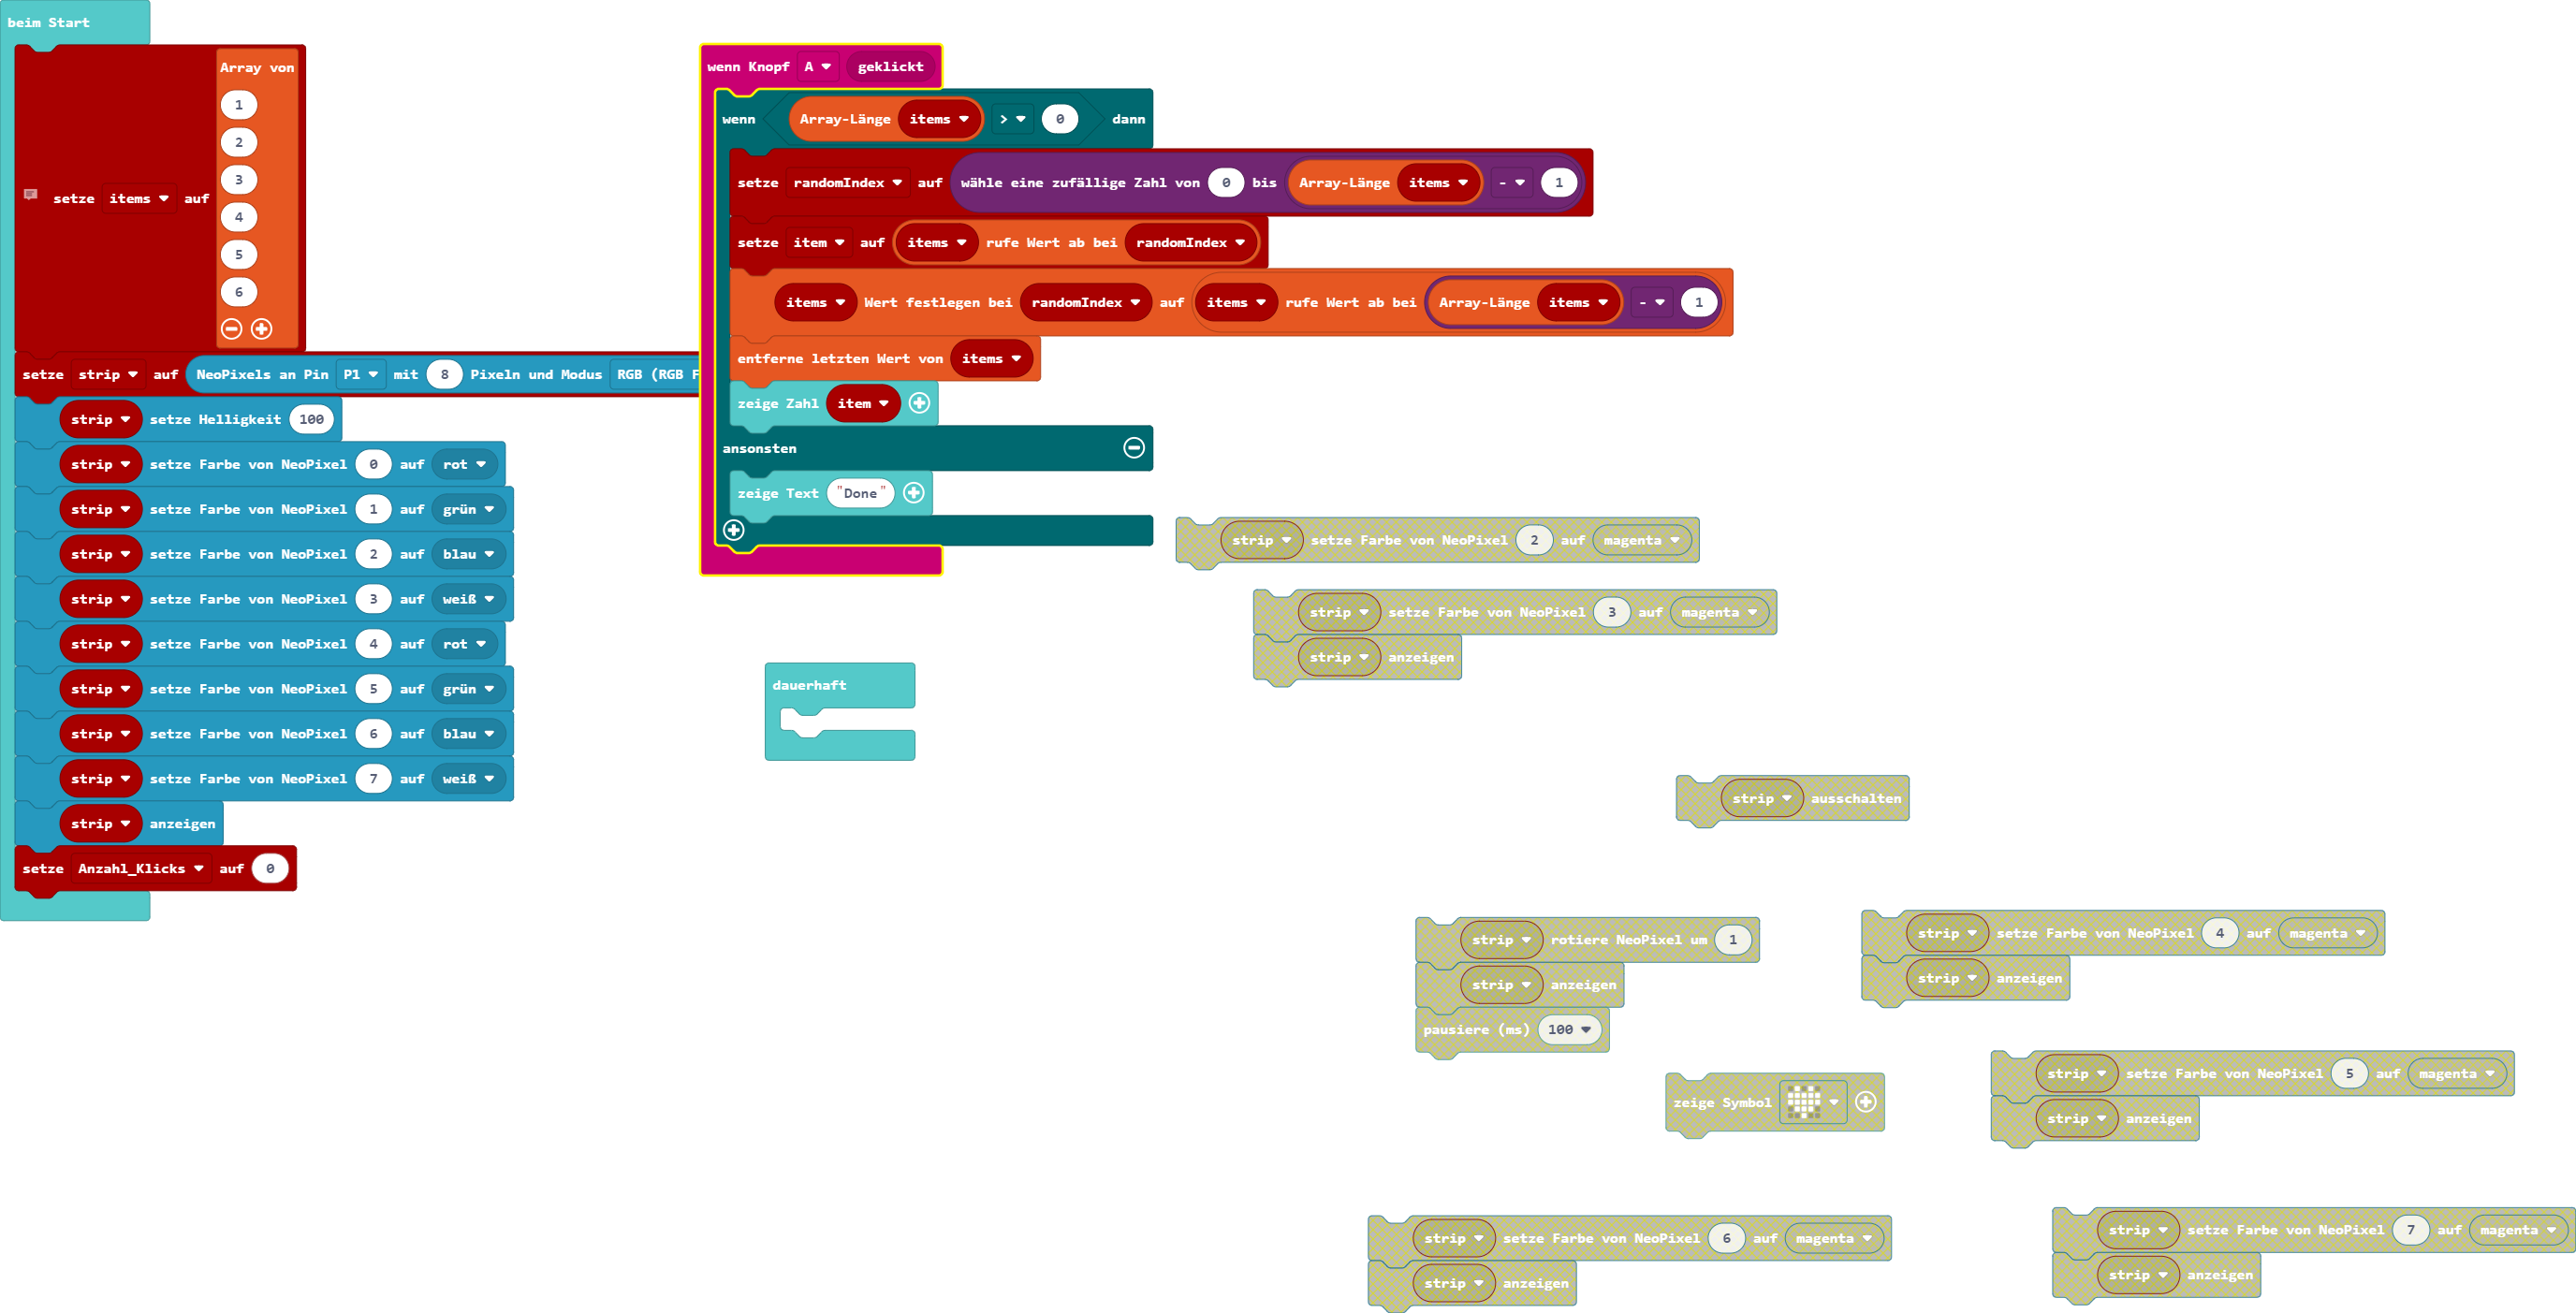 beim Start
Array von
1
2
3
4
5
6
setze items auf
setze strip auf NeoPixels an Pin P1 mit 8 Pixeln und Modus RGB (RGB F
strip setze Helligkeit 100
strip setze Farbe von NeoPixel 0 auf rot
strip setze Farbe von NeoPixel 1 auf grün
strip setze Farbe von NeoPixel 2 auf blau
strip setze Farbe von NeoPixel 3 auf weiß
strip setze Farbe von NeoPixel 4 auf rot
strip setze Farbe von NeoPixel 5 auf grün
strip setze Farbe von NeoPixel 6 auf blau
strip setze Farbe von NeoPixel 7 auf weiß
strip anzeigen
setze Anzahl_Klicks auf 0
wenn Knopf A geklickt
wenn Array-Länge items > 0 dann
setze randomIndex auf wähle eine zufällige Zahl von 0 bis Array-Länge items - 1
setze item auf items rufe Wert ab bei randomIndex
items Wert festlegen bei randomIndex auf items rufe Wert ab bei Array-Länge items - 1
entferne letzten Wert von items
zeige Zahl item
ansonsten
zeige Text "Done"
dauerhaft
strip setze Farbe von NeoPixel 2 auf magenta
strip setze Farbe von NeoPixel 3 auf magenta
strip anzeigen
strip ausschalten
strip rotiere NeoPixel um 1
strip anzeigen
pausiere (ms) 100
strip setze Farbe von NeoPixel 4 auf magenta
strip anzeigen
zeige Symbol
strip setze Farbe von NeoPixel 5 auf magenta
strip anzeigen
strip setze Farbe von NeoPixel 6 auf magenta
strip anzeigen
strip setze Farbe von NeoPixel 7 auf magenta
strip anzeigen